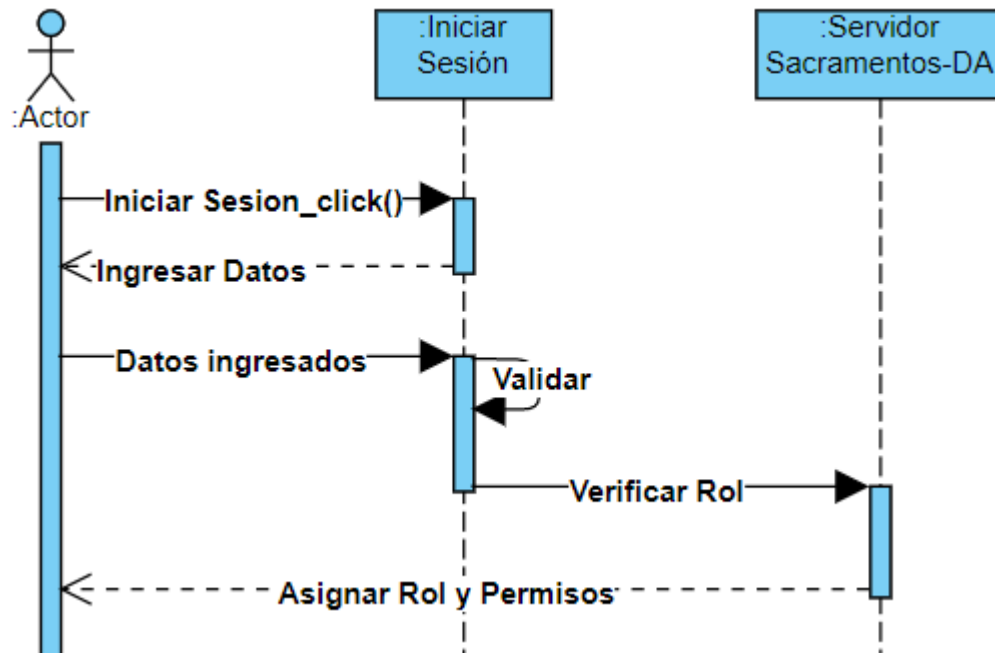 :Actor
:Iniciar
Sesión
:Servidor
Sacramentos-DA
Iniciar Sesion_click()
Ingresar Datos
Datos ingresados
Validar
Verificar Rol
Asignar Rol y Permisos